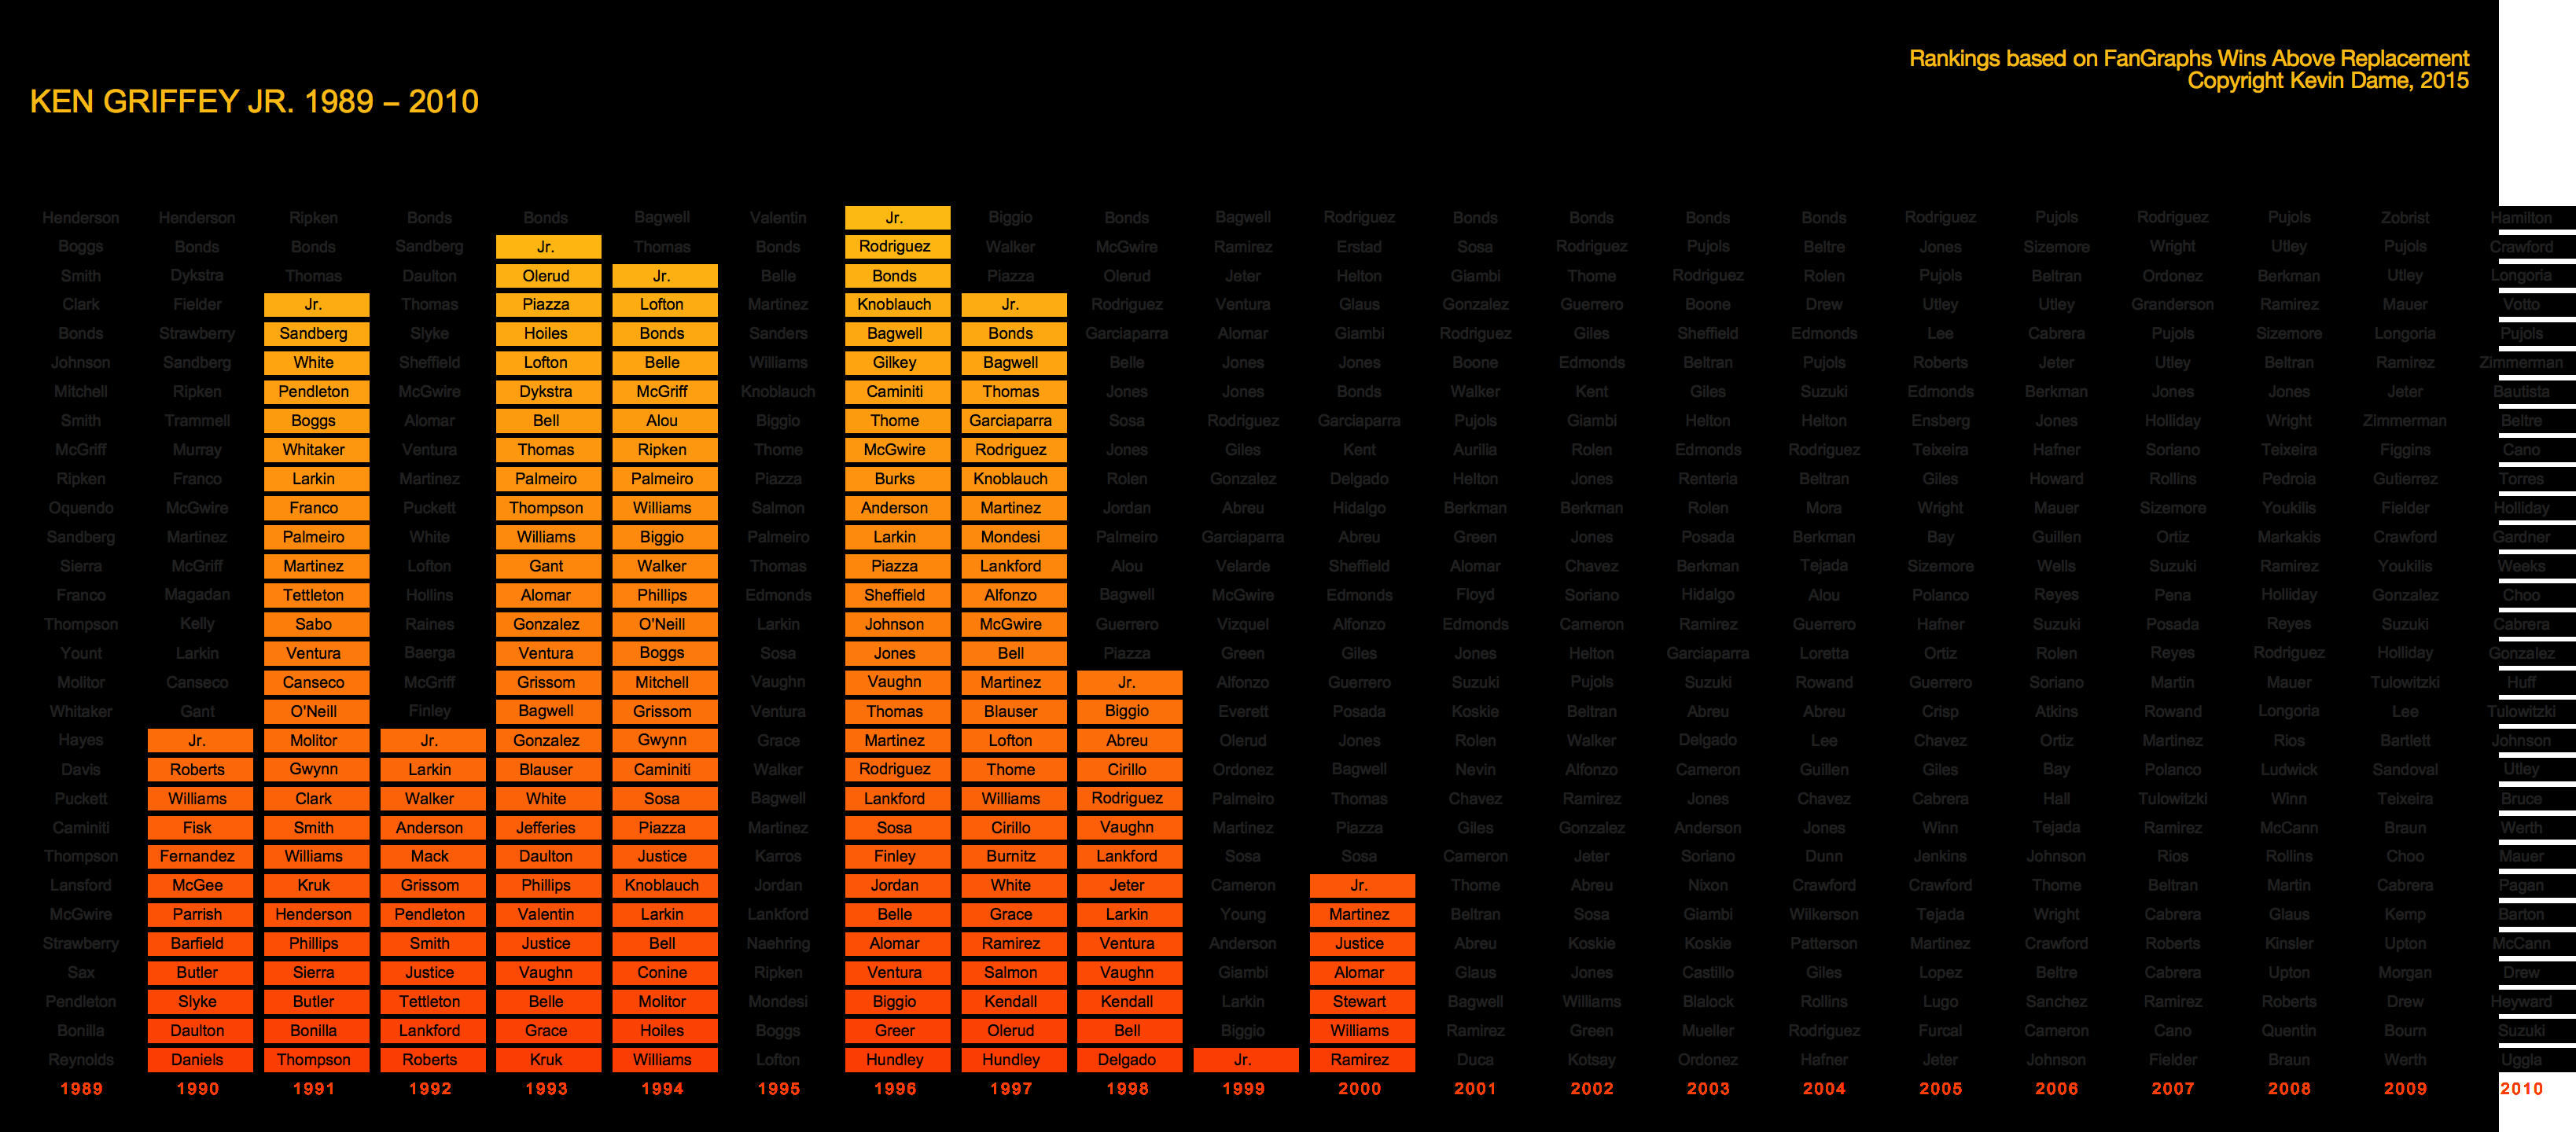 Rankings based on FanGraphs Wins Above Replacement
Copyright Kevin Dame, 2015
KEN GRIFFEY JR. 1989 – 2010
Henderson Henderson Ripken Bonds Bonds Bagwell Valentin Jr. Biggio Bonds Bagwell Rodriguez Bonds Bonds Bonds Bonds Rodriguez Pujols Rodriguez Pujols Zobrist Hamilton
Boggs Bonds Bonds Sandberg Jr. Thomas Bonds Rodriguez Walker McGwire Ramirez Erstad Sosa Rodriguez Pujols Beltre Jones Sizemore Wright Utley Pujols Crawford
Smith Dykstra Thomas Daulton Olerud Jr. Belle Bonds Piazza Olerud Jeter Helton Giambi Thome Rodriguez Rolen Pujols Beltran Ordonez Berkman Utley Longoria
Clark Fielder Jr. Thomas Piazza Lofton Martinez Knoblauch Jr. Rodriguez Ventura Glaus Gonzalez Guerrero Boone Drew Utley Utley Granderson Ramirez Mauer Votto
Bonds Strawberry Sandberg Slyke Hoiles Bonds Sanders Bagwell Bonds Garciaparra Alomar Giambi Rodriguez Giles Sheffield Edmonds Lee Cabrera Pujols Sizemore Longoria Pujols
Johnson Sandberg White Sheffield Lofton Belle Williams Gilkey Bagwell Belle Jones Jones Boone Edmonds Beltran Pujols Roberts Jeter Utley Beltran Ramirez Zimmerman
Mitchell Ripken Pendleton McGwire Dykstra McGriff Knoblauch Caminiti Thomas Jones Jones Bonds Walker Kent Giles Suzuki Edmonds Berkman Jones Jones Jeter Bautista
Smith Trammell Boggs Alomar Bell Alou Biggio Thome Garciaparra Sosa Rodriguez Garciaparra Pujols Giambi Helton Helton Ensberg Jones Holliday Wright Zimmerman Beltre
McGriff Murray Whitaker Ventura Thomas Ripken Thome McGwire Rodriguez Jones Giles Kent Aurilia Rolen Edmonds Rodriguez Teixeira Hafner Soriano Teixeira Figgins Cano
Ripken Franco Larkin Martinez Palmeiro Palmeiro Piazza Burks Knoblauch Rolen Gonzalez Delgado Helton Jones Renteria Beltran Giles Howard Rollins Pedroia Gutierrez Torres
Oquendo McGwire Franco Puckett Thompson Williams Salmon Anderson Martinez Jordan Abreu Hidalgo Berkman Berkman Rolen Mora Wright Mauer Sizemore Youkilis Fielder Holliday
Sandberg Martinez Palmeiro White Williams Biggio Palmeiro Larkin Mondesi Palmeiro Garciaparra Abreu Green Jones Posada Berkman Bay Guillen Ortiz Markakis Crawford Gardner
Sierra McGriff Martinez Lofton Gant Walker Thomas Piazza Lankford Alou Velarde Sheffield Alomar Chavez Berkman Tejada Sizemore Wells Suzuki Ramirez Youkilis Weeks
Franco Magadan Tettleton Hollins Alomar Phillips Edmonds Sheffield Alfonzo Bagwell McGwire Edmonds Floyd Soriano Hidalgo Alou Polanco Reyes Pena Holliday Gonzalez Choo
Thompson Kelly Sabo Raines Gonzalez O'Neill Larkin Johnson McGwire Guerrero Vizquel Alfonzo Edmonds Cameron Ramirez Guerrero Hafner Suzuki Posada Reyes Suzuki Cabrera
Yount Larkin Ventura Baerga Ventura Boggs Sosa Jones Bell Piazza Green Giles Jones Helton Garciaparra Loretta Ortiz Rolen Reyes Rodriguez Holliday Gonzalez
Molitor Canseco Canseco McGriff Grissom Mitchell Vaughn Vaughn Martinez Jr. Alfonzo Guerrero Suzuki Pujols Suzuki Rowand Guerrero Soriano Martin Mauer Tulowitzki Huff
Whitaker Gant O'Neill Finley Bagwell Grissom Ventura Thomas Blauser Biggio Everett Posada Koskie Beltran Abreu Abreu Crisp Atkins Rowand Longoria Lee Tulowitzki
Hayes Jr. Molitor Jr. Gonzalez Gwynn Grace Martinez Lofton Abreu Olerud Jones Rolen Walker Delgado Lee Chavez Ortiz Martinez Rios Bartlett Johnson
Davis Roberts Gwynn Larkin Blauser Caminiti Walker Rodriguez Thome Cirillo Ordonez Bagwell Nevin Alfonzo Cameron Guillen Giles Bay Polanco Ludwick Sandoval Utley
Puckett Williams Clark Walker White Sosa Bagwell Lankford Williams Rodriguez Palmeiro Thomas Chavez Ramirez Jones Chavez Cabrera Hall Tulowitzki Winn Teixeira Bruce
Caminiti Fisk Smith Anderson Jefferies Piazza Martinez Sosa Cirillo Vaughn Martinez Piazza Giles Gonzalez Anderson Jones Winn Tejada Ramirez McCann Braun Werth
Thompson Fernandez Williams Mack Daulton Justice Karros Finley Burnitz Lankford Sosa Sosa Cameron Jeter Soriano Dunn Jenkins Johnson Rios Rollins Choo Mauer
Lansford McGee Kruk Grissom Phillips Knoblauch Jordan Jordan White Jeter Cameron Jr. Thome Abreu Nixon Crawford Crawford Thome Beltran Martin Cabrera Pagan
McGwire Parrish Henderson Pendleton Valentin Larkin Lankford Belle Grace Larkin Young Martinez Beltran Sosa Giambi Wilkerson Tejada Wright Cabrera Glaus Kemp Barton
Strawberry Barfield Phillips Smith Justice Bell Naehring Alomar Ramirez Ventura Anderson Justice Abreu Koskie Koskie Patterson Martinez Crawford Roberts Kinsler Upton McCann
Sax Butler Sierra Justice Vaughn Conine Ripken Ventura Salmon Vaughn Giambi Alomar Glaus Jones Castillo Giles Lopez Beltre Cabrera Upton Morgan Drew
Pendleton Slyke Butler Tettleton Belle Molitor Mondesi Biggio Kendall Kendall Larkin Stewart Bagwell Williams Blalock Rollins Lugo Sanchez Ramirez Roberts Drew Heyward
Bonilla Daulton Bonilla Lankford Grace Hoiles Boggs Greer Olerud Bell Biggio Williams Ramirez Green Mueller Rodriguez Furcal Cameron Cano Quentin Bourn Suzuki
Reynolds Daniels Thompson Roberts Kruk Williams Lofton Hundley Hundley Delgado Jr. Ramirez Duca Kotsay Ordonez Hafner Jeter Johnson Fielder Braun Werth Uggla
1989 1990 1991 1992 1993 1994 1995 1996 1997 1998 1999 2000 2001 2002 2003 2004 2005 2006 2007 2008 2009 2010